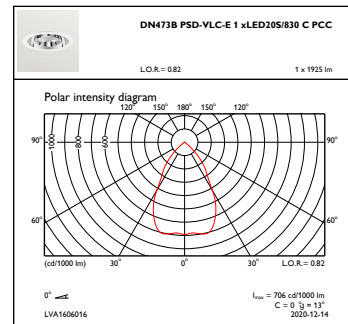 DN473B PSD-VLC-E 1 xLED20S/830 C PCC
L.O.R.= 0.82 1 x 1925 lm
Polar intensity diagram
120° 150° 180° 150° 120°
90° 1000 800 600 90°
60° 60°
(cd/1000 lm) 30° 0° 30° L.O.R.= 0.82
0° Imax = 706 cd/1000 lm
C = 0 °g = 13°
LVA1606016 2020-12-14